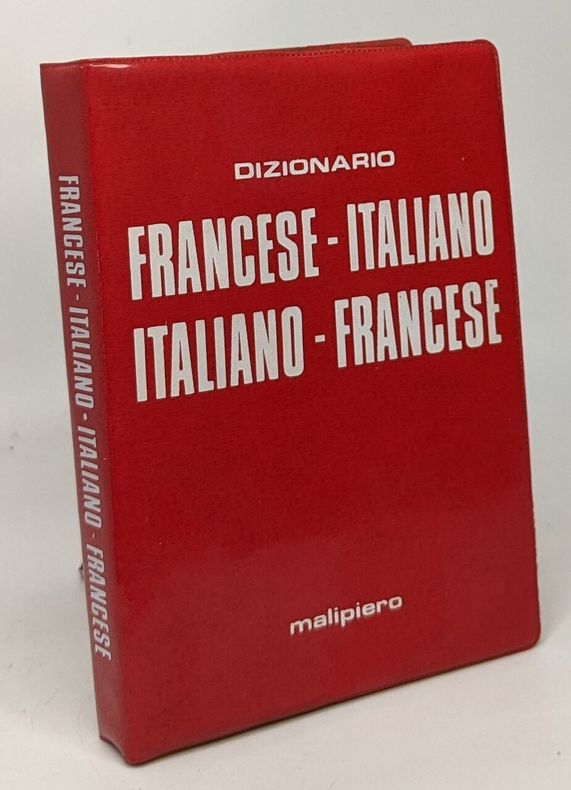 DIZIONARIO
FRANCESE - ITALIANO
ITALIANO - FRANCESE
malipiero
FRANCESE - ITALIANO • ITALIANO - FRANCESE